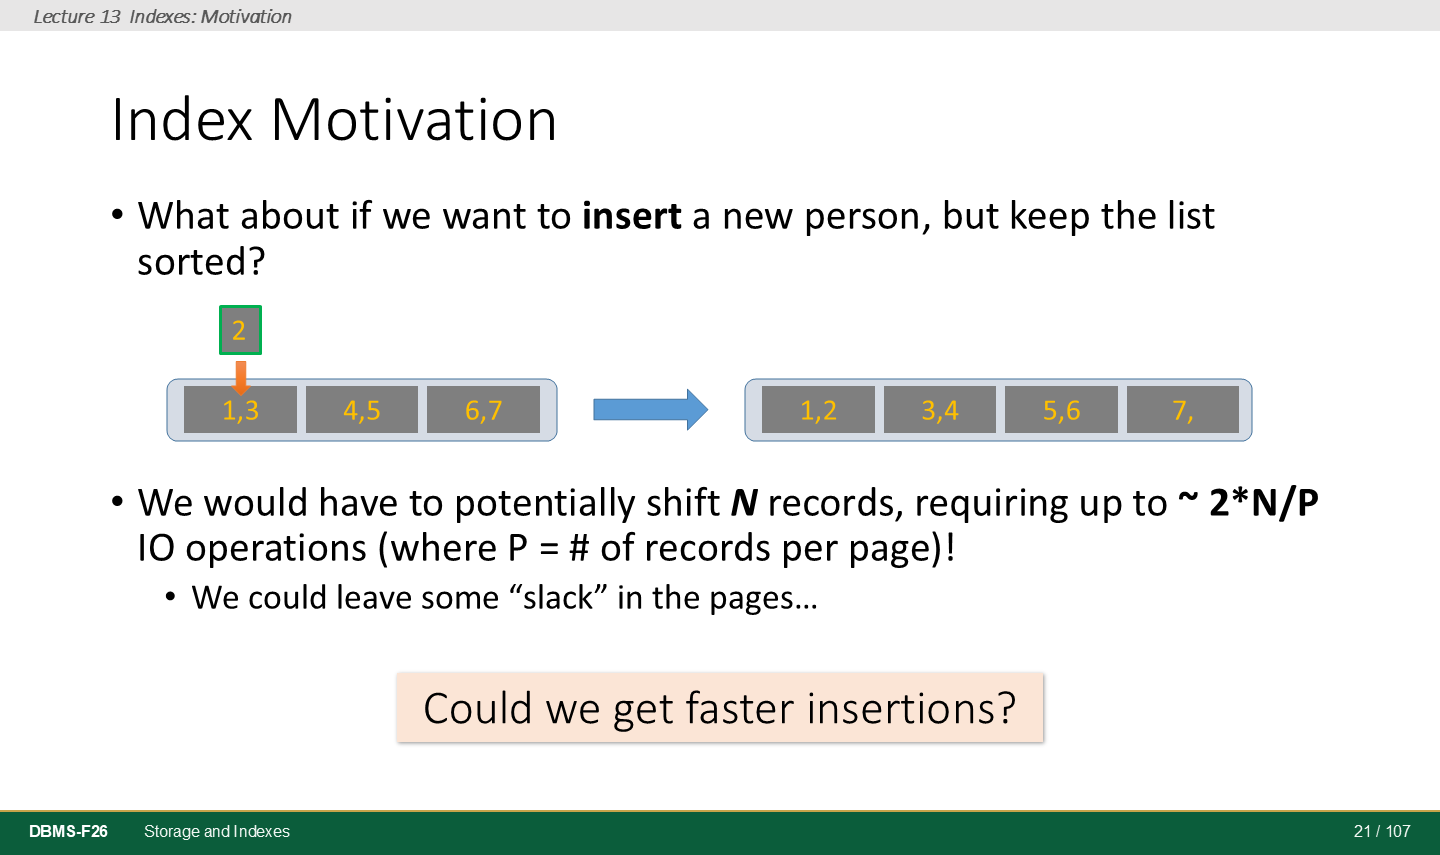 Lecture 13 Indexes: Motivation
Index Motivation
• What about if we want to insert a new person, but keep the list
sorted?
2
1,3 4,5 6,7 1,2 3,4 5,6 7,
• We would have to potentially shift N records, requiring up to ~ 2*N/P
IO operations (where P = # of records per page)!
• We could leave some “slack” in the pages…
Could we get faster insertions?
DBMS-F26 Storage and Indexes 21 / 107